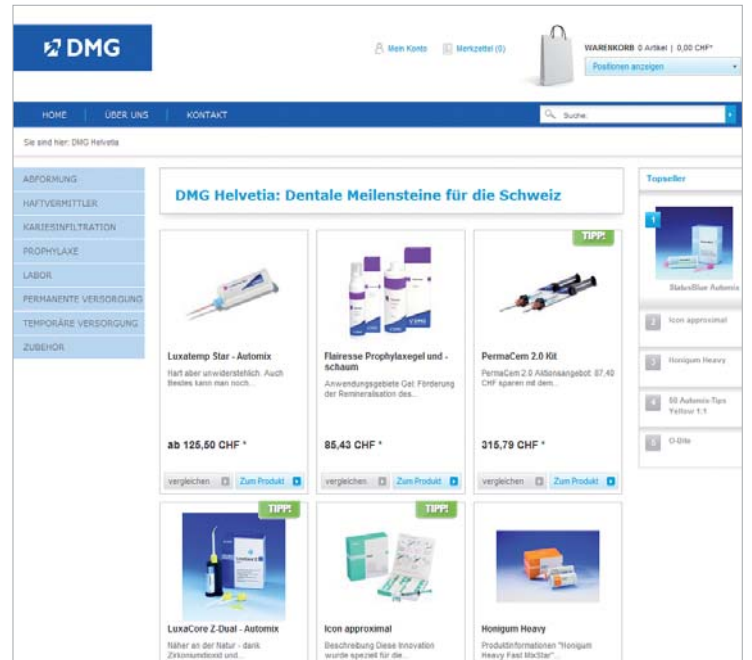 DMG
Mein Konto
Merkzettel (0)
WARENKORB 0 Artikel | 0,00 CHF*
Positionen anzeigen
HOME
ÜBER UNS
KONTAKT
Suche:
Sie sind hier: DMG Helvetia
ABFORMUNG
HAFTVERMITTLER
KARIESINFILTRATION
PROPHYLAXE
LABOR
PERMANENTE VERSORGUNG
TEMPORÄRE VERSORGUNG
ZUBEHÖR
DMG Helvetia: Dentale Meilensteine für die Schweiz
Luxatemp Star - Automix
Hart aber unwiderstehlich. Auch
Beides kann man noch...
ab 125,50 CHF *
vergleichen
Zum Produkt
Flairesse Prophylaxegel und -
schaum
Anwendungsgebiete Gel: Förderung
der Remineralisation des...
85,43 CHF *
vergleichen
Zum Produkt
TIPP!
PermaCem 2.0 Kit
PermaCem 2.0 Aktionsangebot: 87,40
CHF sparen mit dem...
315,79 CHF *
vergleichen
Zum Produkt
TIPP!
LuxaCore Z-Dual - Automix
Näher an der Natur - dank
Zirkoniumdioxid und...
TIPP!
Icon approximal
Beschreibung Diese Innovation
wurde speziell für die...
Honigum Heavy
Produktinformationen "Honigum
Heavy Fast MixStar"...
Topseller
1
StatusBlue Automix
2
Icon approximal
3
Honigum Heavy
4
50 Automix-Tips
Yellow 1:1
5
O-Bite